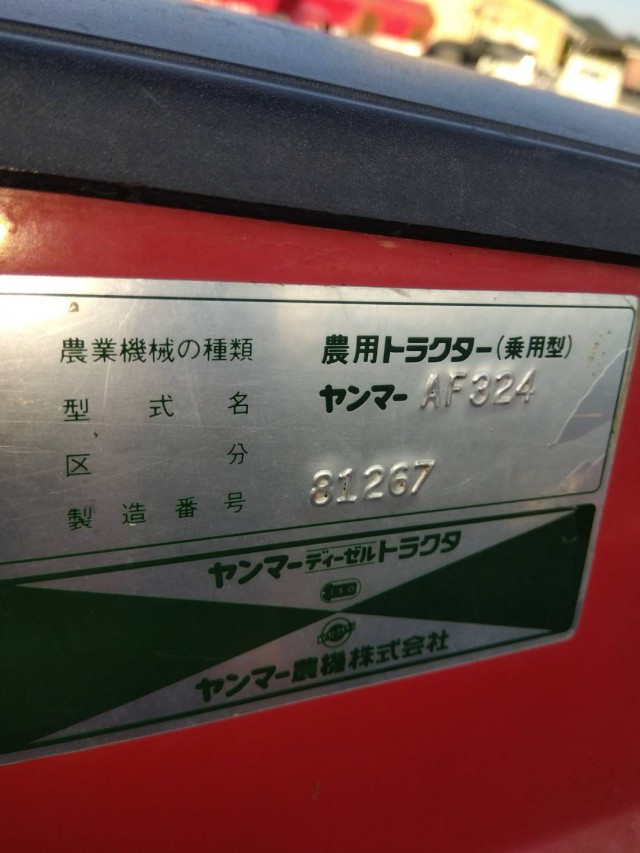 農業機械の種類 農用トラクター(乗用型)
型式名 ヤンマー AF324
区分
製造番号 81267
ヤンマーディーゼルトラクタ
ヤンマー農機株式会社